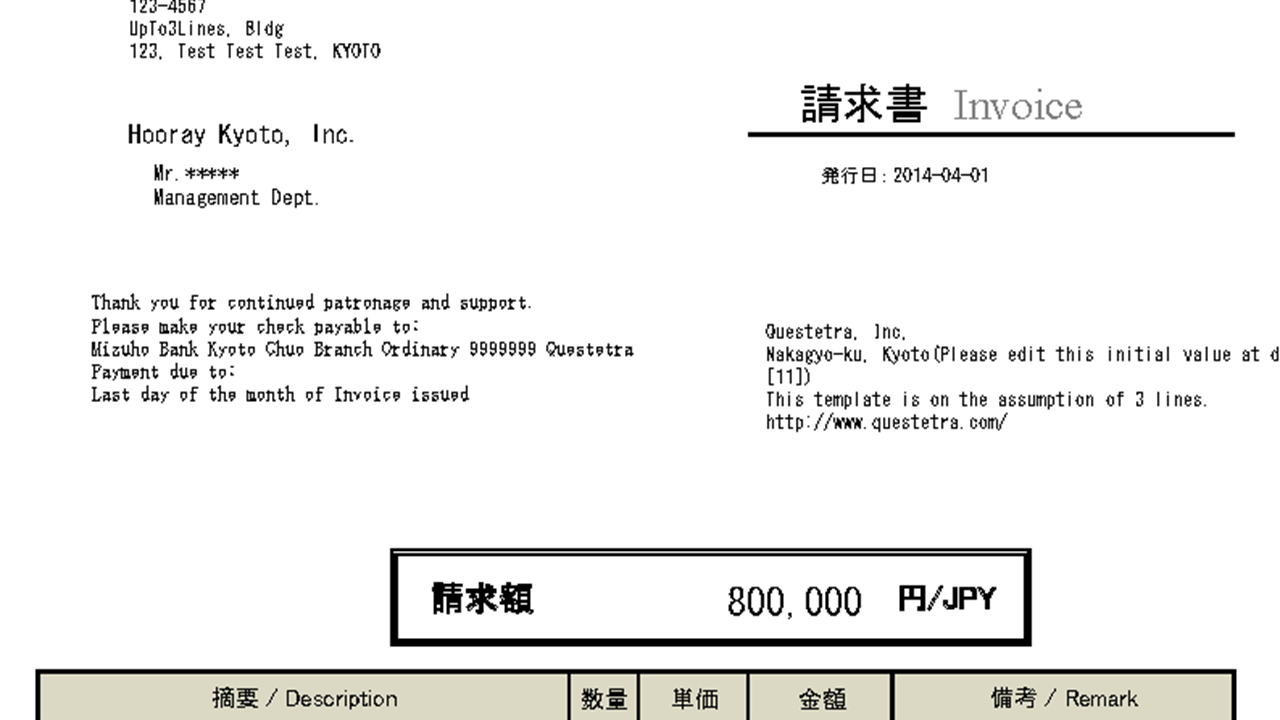 123-4567
UpTo3Lines, Bldg
123, Test Test Test, KYOTO
請求書 Invoice
Hooray Kyoto, Inc.
Mr. *****
Management Dept.
発行日: 2014-04-01
Thank you for continued patronage and support.
Please make your check payable to:
Mizuho Bank Kyoto Chuo Branch Ordinary 9999999 Questetra
Payment due to:
Last day of the month of Invoice issued
Questetra, Inc.
Nakagyo-ku, Kyoto(Please edit this initial value at d
[11])
This template is on the assumption of 3 lines.
http://www.questetra.com/
請求額 800,000 円/JPY
摘要 / Description 数量 単価 金額 備考 / Remark